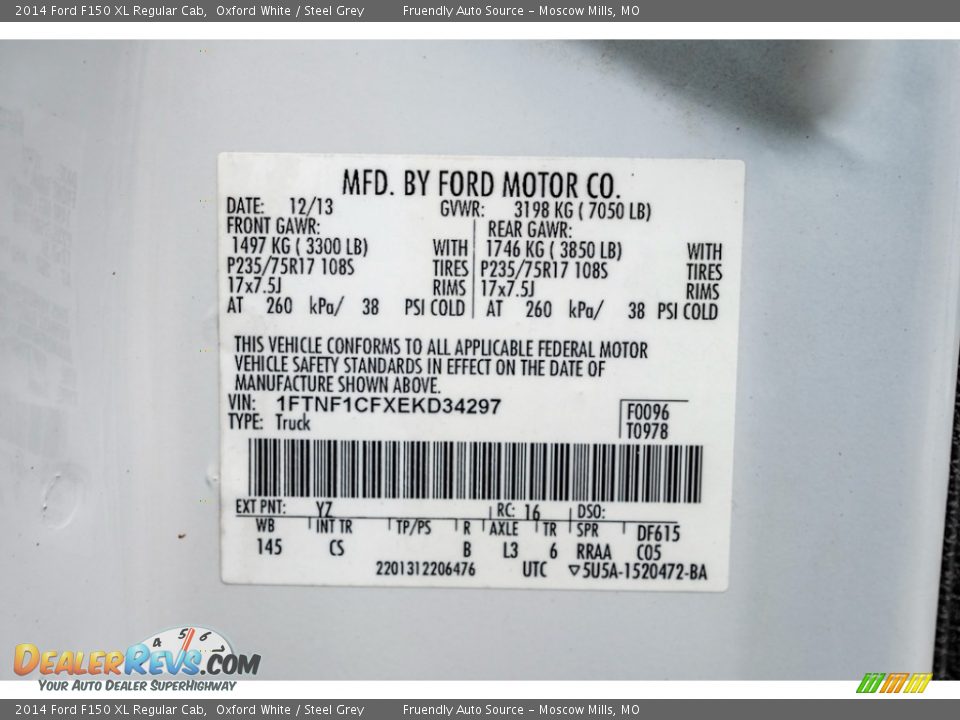 2014 Ford F150 XL Regular Cab,  Oxford White / Steel Grey    Fruendly Auto Source - Moscow Mills, MO
MFD. BY FORD MOTOR CO.
DATE: 12/13 GVWR: 3198 KG ( 7050 LB)
FRONT GAWR: REAR GAWR:
1497 KG ( 3300 LB) WITH 1746 KG ( 3850 LB) WITH
P235/75R17 108S TIRES P235/75R17 108S TIRES
17x7.5J RIMS 17x7.5J RIMS
AT 260 kPa/ 38 PSI COLD AT 260 kPa/ 38 PSI COLD
THIS VEHICLE CONFORMS TO ALL APPLICABLE FEDERAL MOTOR
VEHICLE SAFETY STANDARDS IN EFFECT ON THE DATE OF
MANUFACTURE SHOWN ABOVE.
VIN: 1FTNF1CFXEKD34297 F0096
TYPE: Truck T0978
EXT PNT: YZ RC: 16 DSO:
WB INT TR TP/PS R AXLE TR SPR DF615
145 CS B L3 6 RRAA C05
2201312206476 UTC ▽5U5A-1520472-BA
4 5 6 7
DEALERREVS.COM
YOUR AUTO DEALER SUPERHIGHWAY
2014 Ford F150 XL Regular Cab,  Oxford White / Steel Grey    Fruendly Auto Source - Moscow Mills, MO